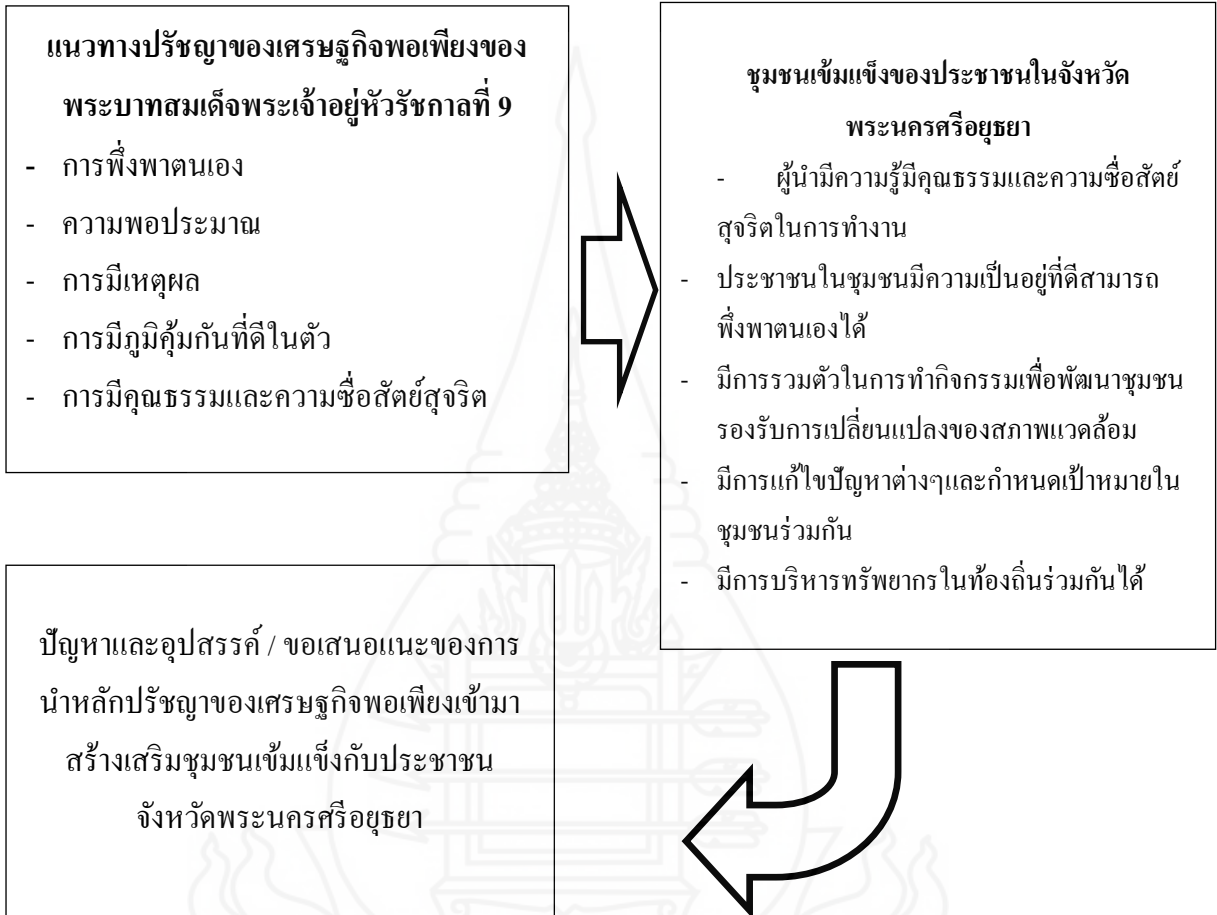 แนวทางปรัชญาของเศรษฐกิจพอเพียงของ
พระบาทสมเด็จพระเจ้าอยู่หัวรัชกาลที่ 9
- การพึ่งพาตนเอง
- ความพอประมาณ
- การมีเหตุผล
- การมีภูมิคุ้มกันที่ดีในตัว
- การมีคุณธรรมและความซื่อสัตย์สุจริต
ชุมชนเข้มแข็งของประชาชนในจังหวัด
พระนครศรีอยุธยา
- ผู้นำมีความรู้มีคุณธรรมและความซื่อสัตย์
สุจริตในการทำงาน
- ประชาชนในชุมชนมีความเป็นอยู่ที่ดีสามารถ
พึ่งพาตนเองได้
- มีการรวมตัวในการทำกิจกรรมเพื่อพัฒนาชุมชน
รองรับการเปลี่ยนแปลงของสภาพแวดล้อม
- มีการแก้ไขปัญหาต่างๆและกำหนดเป้าหมายใน
ชุมชนร่วมกัน
- มีการบริหารทรัพยากรในท้องถิ่นร่วมกันได้
ปัญหาและอุปสรรค์ / ขอเสนอแนะของการ
นำหลักปรัชญาของเศรษฐกิจพอเพียงเข้ามา
สร้างเสริมชุมชนเข้มแข็งกับประชาชน
จังหวัดพระนครศรีอยุธยา